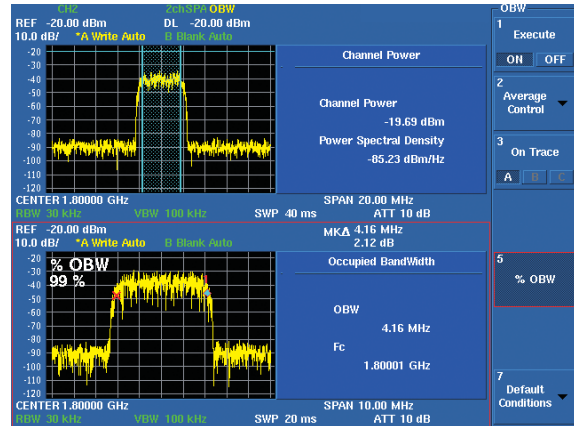 CH2 2chSPA OBW
REF -20.00 dBm DL -20.00 dBm
10.0 dB/ *A Write Auto B Blank Auto
-20
-30
-40
-50
-60
-70
-80
-90
-100
-110
-120
Channel Power
Channel Power
-19.69 dBm
Power Spectral Density
-85.23 dBm/Hz
CENTER 1.80000 GHz SPAN 20.00 MHz
RBW 30 kHz VBW 100 kHz SWP 40 ms ATT 10 dB
REF -20.00 dBm MKΔ 4.16 MHz
10.0 dB/ *A Write Auto B Blank Auto 2.12 dB
-20
-30
-40
-50
-60
-70
-80
-90
-100
-110
-120
% OBW
99 %
Occupied BandWidth
OBW
4.16 MHz
Fc
1.80001 GHz
CENTER 1.80000 GHz SPAN 10.00 MHz
RBW 30 kHz VBW 100 kHz SWP 20 ms ATT 10 dB
OBW
1
Execute
ON OFF
2
Average
Control
3
On Trace
A B C
5
% OBW
7
Default
Conditions